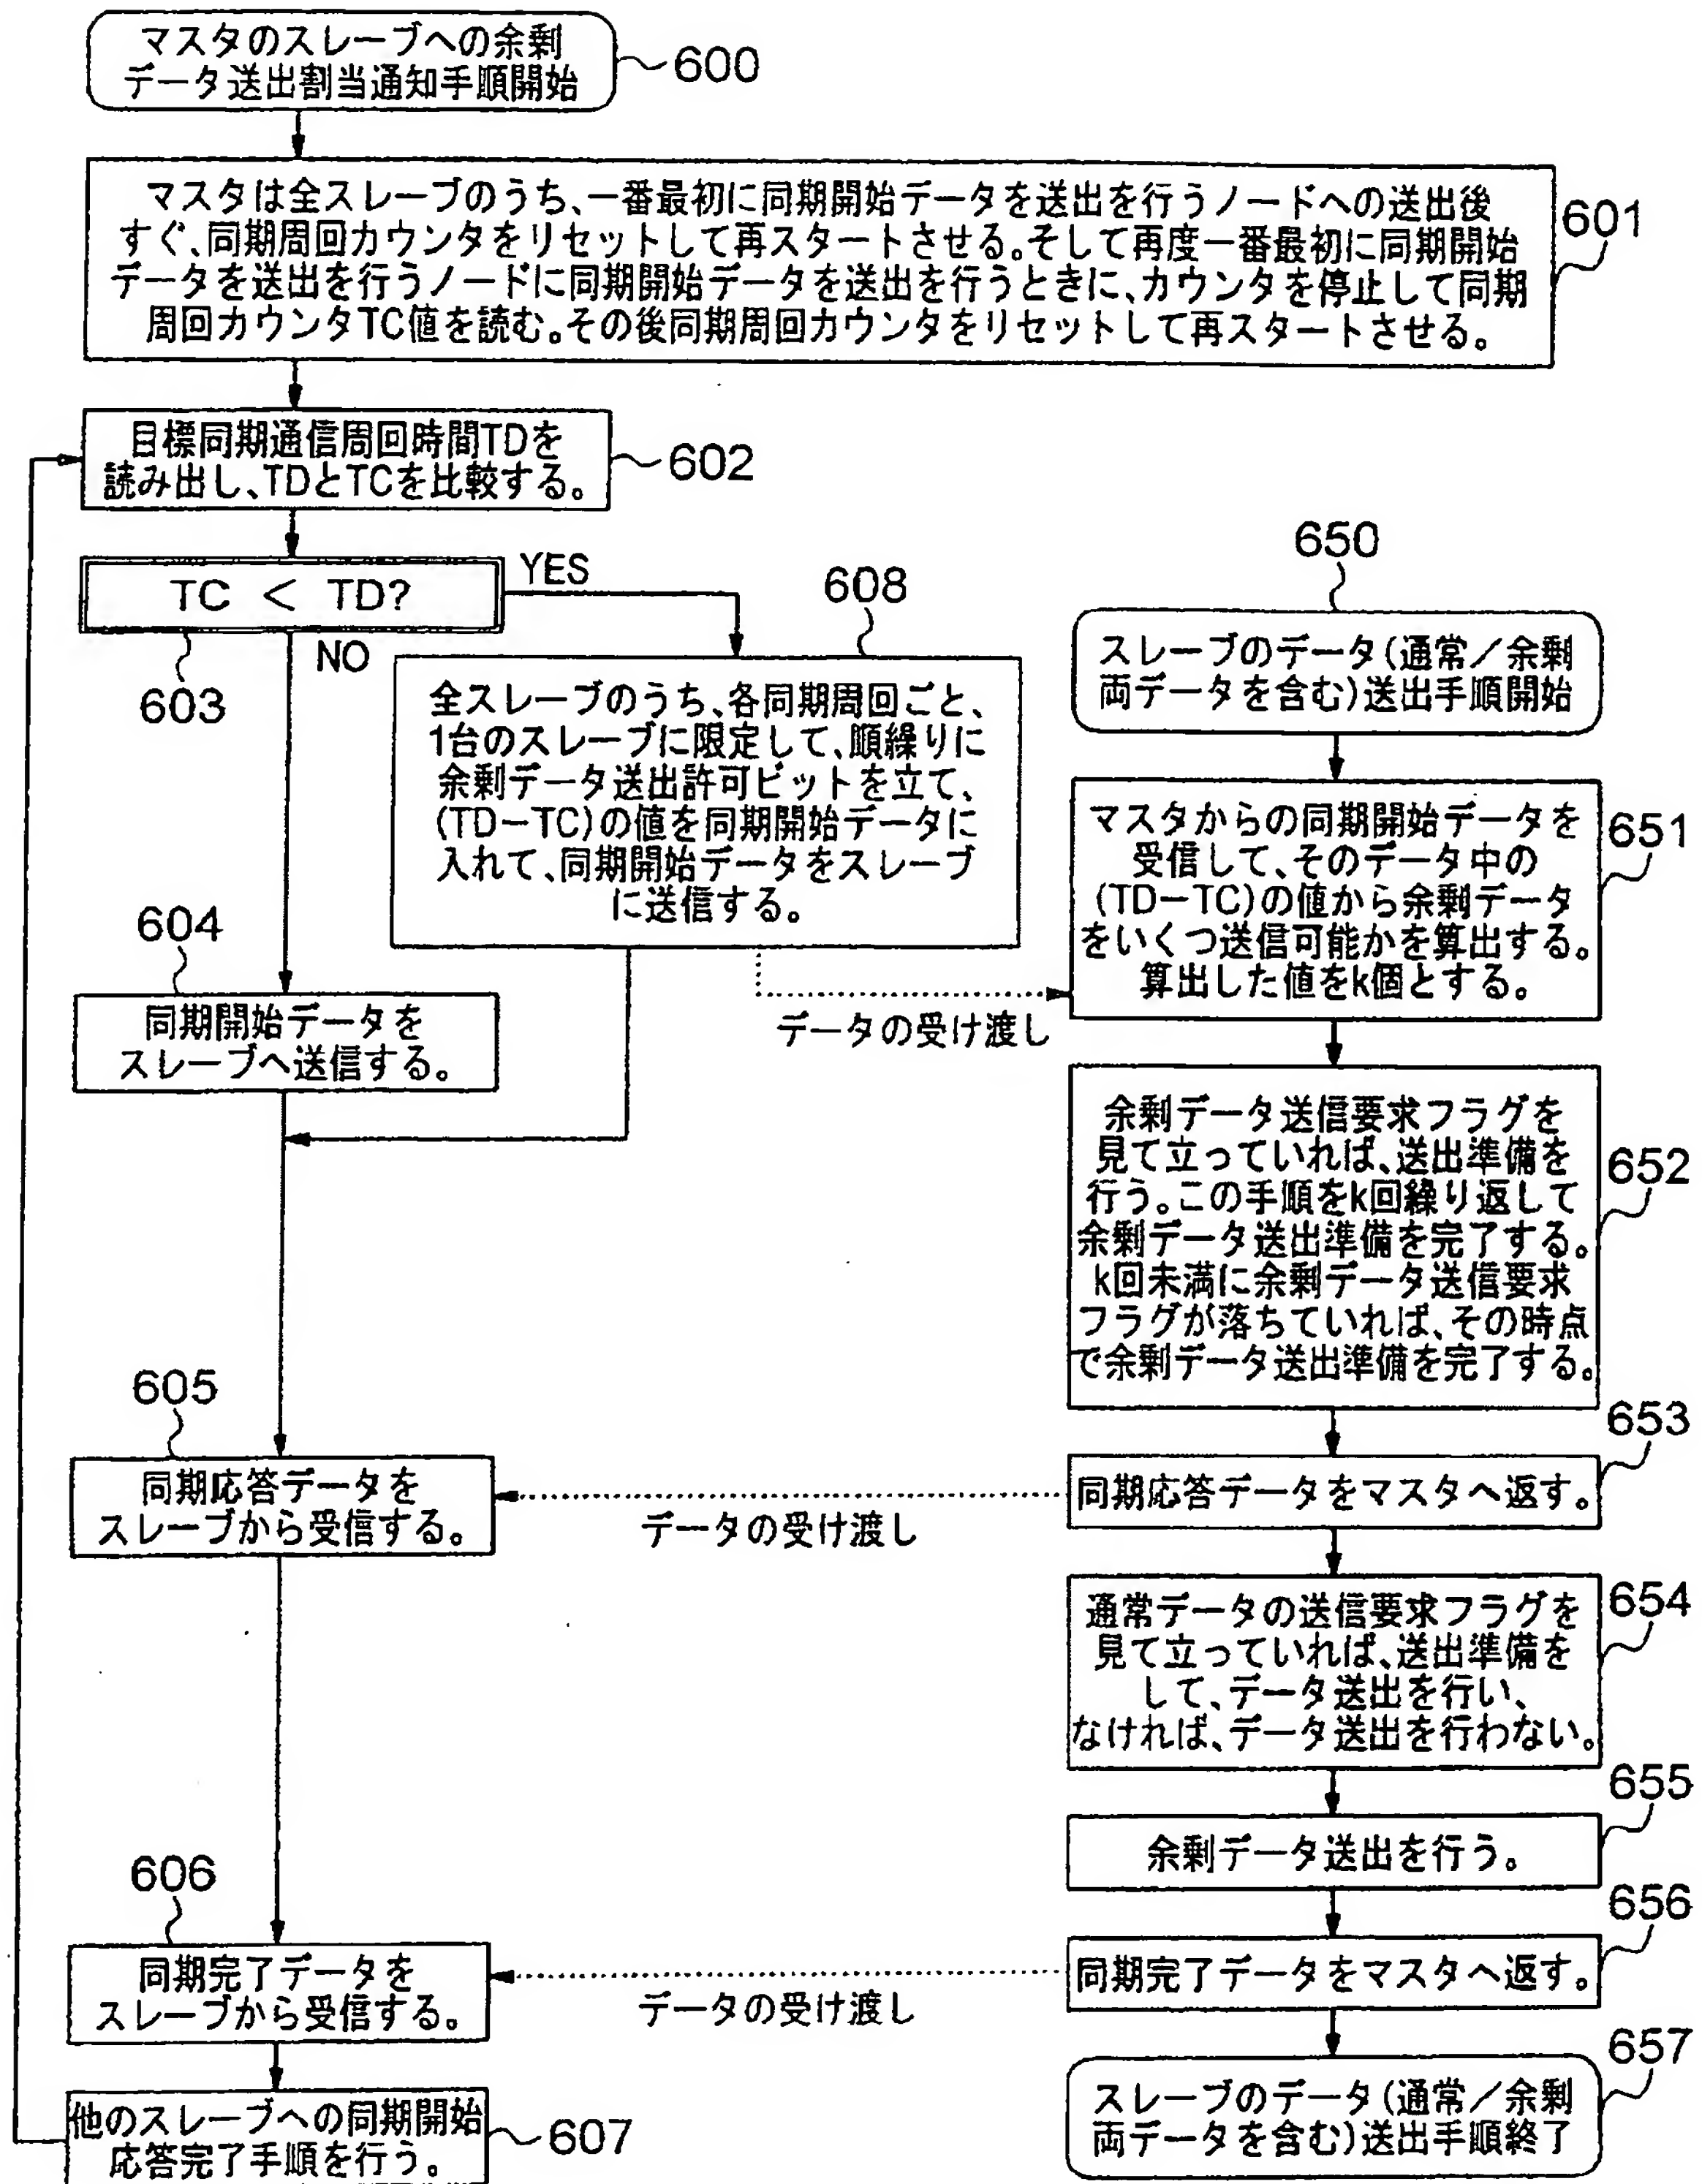 マスタのスレーブへの余剰
データ送出割当通知手順開始
600
マスタは全スレーブのうち、一番最初に同期開始データを送出を行うノードへの送出後
すぐ、同期周回カウンタをリセットして再スタートさせる。そして再度一番最初に同期開始
データを送出を行うノードに同期開始データを送出を行うときに、カウンタを停止して同期
周回カウンタTC値を読む。その後同期周回カウンタをリセットして再スタートさせる。
601
目標同期通信周回時間TDを
読み出し、TDとTCを比較する。
602
TC < TD?
YES
NO
603
608
全スレーブのうち、各同期周回ごと、
1台のスレーブに限定して、順繰りに
余剰データ送出許可ビットを立て、
(TD-TC)の値を同期開始データに
入れて、同期開始データをスレーブ
に送信する。
604
同期開始データを
スレーブへ送信する。
データの受け渡し
605
同期応答データを
スレーブから受信する。
データの受け渡し
606
同期完了データを
スレーブから受信する。
データの受け渡し
他のスレーブへの同期開始
応答完了手順を行う。
607
650
スレーブのデータ(通常/余剰
両データを含む)送出手順開始
マスタからの同期開始データを
受信して、そのデータ中の
(TD-TC)の値から余剰データ
をいくつ送信可能かを算出する。
算出した値をk個とする。
651
余剰データ送信要求フラグを
見て立っていれば、送出準備を
行う。この手順をk回繰り返して
余剰データ送出準備を完了する。
k回未満に余剰データ送信要求
フラグが落ちていれば、その時点
で余剰データ送出準備を完了する。
652
653
同期応答データをマスタへ返す。
通常データの送信要求フラグを
見て立っていれば、送出準備を
して、データ送出を行い、
なければ、データ送出を行わない。
654
655
余剰データ送出を行う。
656
同期完了データをマスタへ返す。
657
スレーブのデータ(通常/余剰
両データを含む)送出手順終了